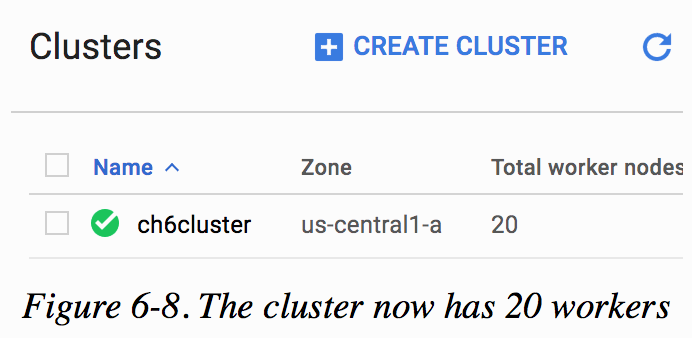 Clusters CREATE CLUSTER
Name Zone Total worker nodes
ch6cluster us-central1-a 20
Figure 6-8. The cluster now has 20 workers